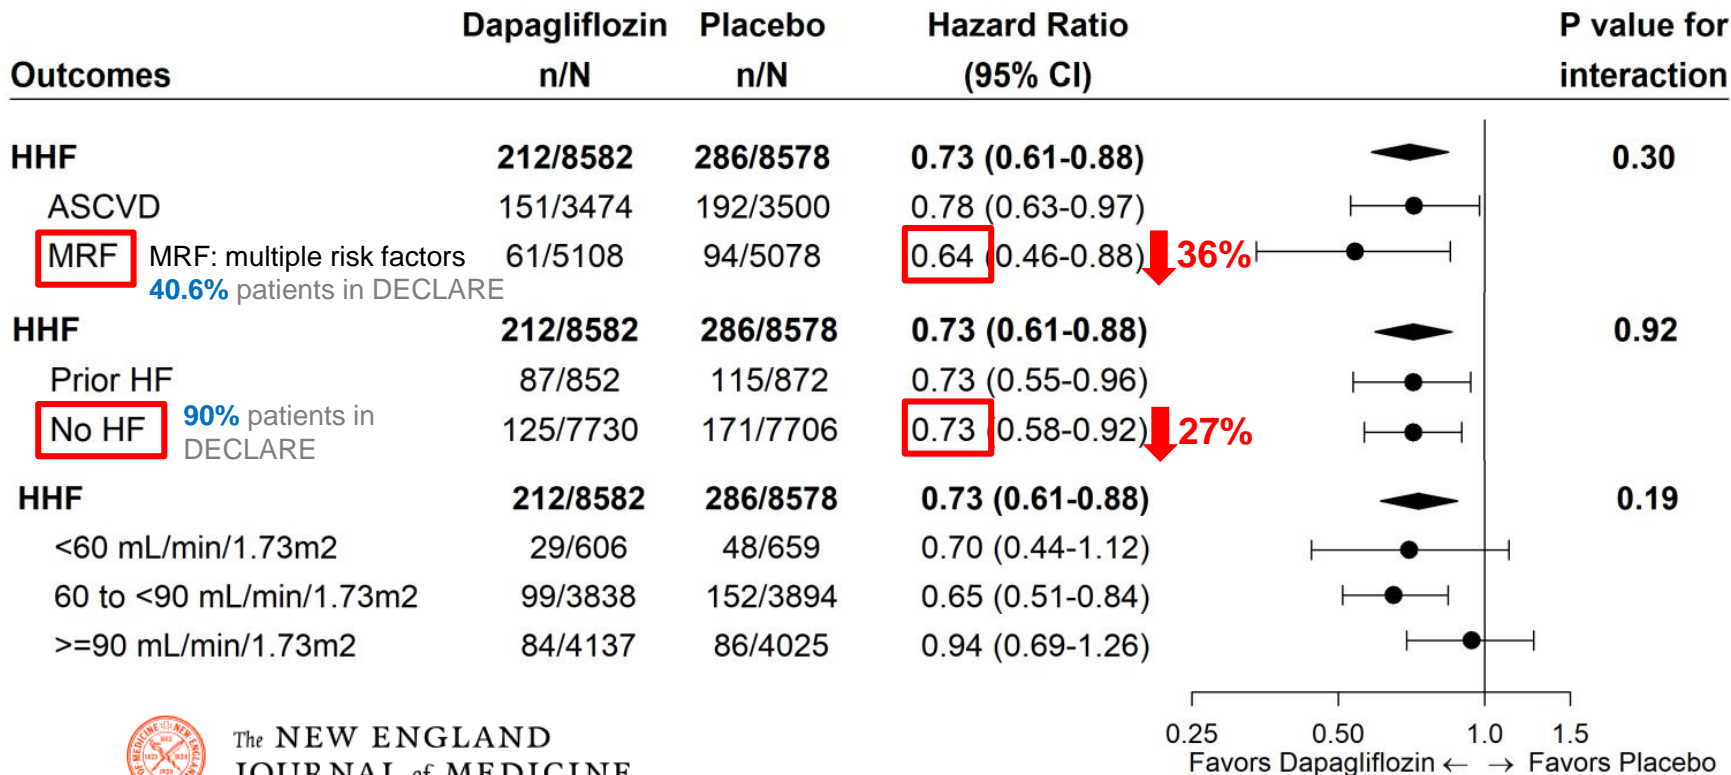 Dapagliflozin Placebo Hazard Ratio P value for
Outcomes n/N n/N (95% CI) interaction
HHF 212/8582 286/8578 0.73 (0.61-0.88) 0.30
ASCVD 151/3474 192/3500 0.78 (0.63-0.97)
MRF MRF: multiple risk factors 61/5108 94/5078 0.64 (0.46-0.88) 36%
40.6% patients in DECLARE
HHF 212/8582 286/8578 0.73 (0.61-0.88) 0.92
Prior HF 87/852 115/872 0.73 (0.55-0.96)
No HF 90% patients in 125/7730 171/7706 0.73 (0.58-0.92) 27%
DECLARE
HHF 212/8582 286/8578 0.73 (0.61-0.88) 0.19
<60 mL/min/1.73m2 29/606 48/659 0.70 (0.44-1.12)
60 to <90 mL/min/1.73m2 99/3838 152/3894 0.65 (0.51-0.84)
>=90 mL/min/1.73m2 84/4137 86/4025 0.94 (0.69-1.26)
0.25 0.50 1.0 1.5
Favors Dapagliflozin ← → Favors Placebo
The NEW ENGLAND
JOURNAL of MEDICINE